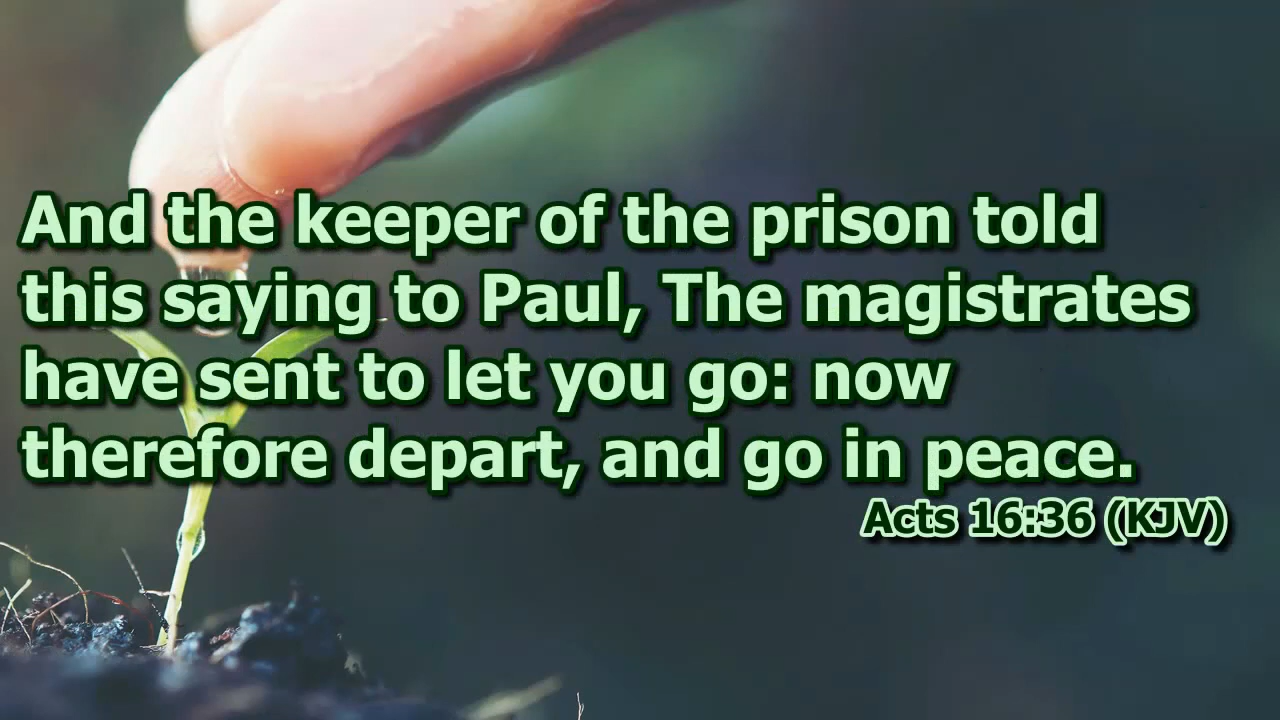 And the keeper of the prison told
this saying to Paul, The magistrates
have sent to let you go: now
therefore depart, and go in peace.
Acts 16:36 (KJV)